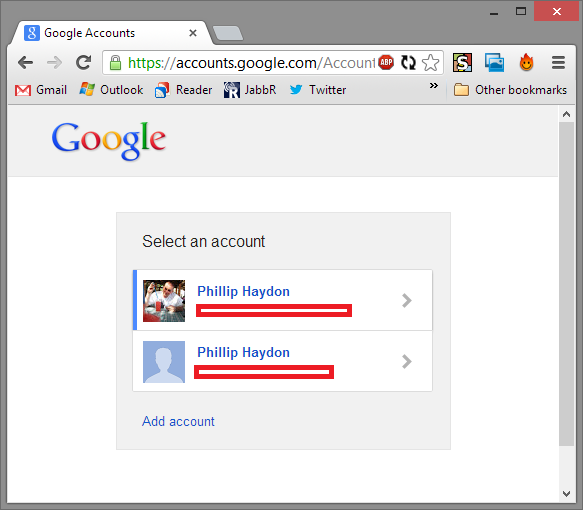 Google Accounts
https://accounts.google.com/Account
ABP
Gmail Outlook Reader JabbR Twitter » Other bookmarks
Google
Select an account
Phillip Haydon
Phillip Haydon
Add account